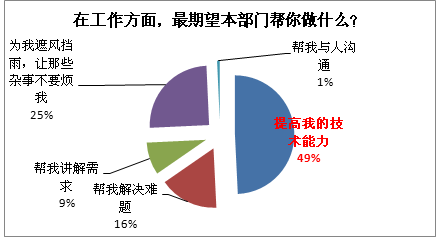 在工作方面，最期望本部门帮你做什么?
为我遮风挡
雨，让那些
杂事不要烦
我
25%
帮我与人沟
通
1%
提高我的技
术能力
49%
帮我讲解需
求
9%
帮我解决难
题
16%